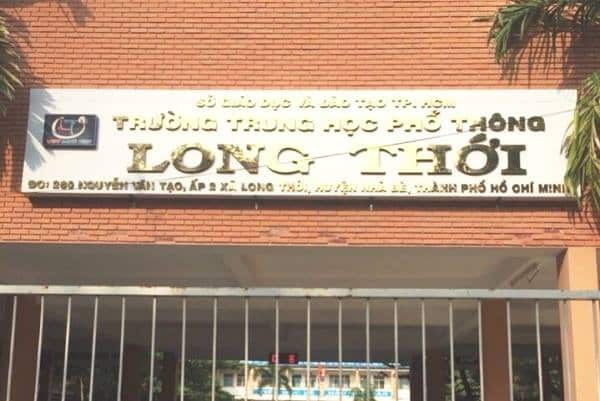 SỞ GIÁO DỤC VÀ ĐÀO TẠO TP. HCM
TRƯỜNG TRUNG HỌC PHỔ THÔNG
LONG THỚI
ĐC: 280 NGUYỄN VĂN TẠO, ẤP 2 XÃ LONG THỚI, HUYỆN NHÀ BÈ, THÀNH PHỐ HỒ CHÍ MINH